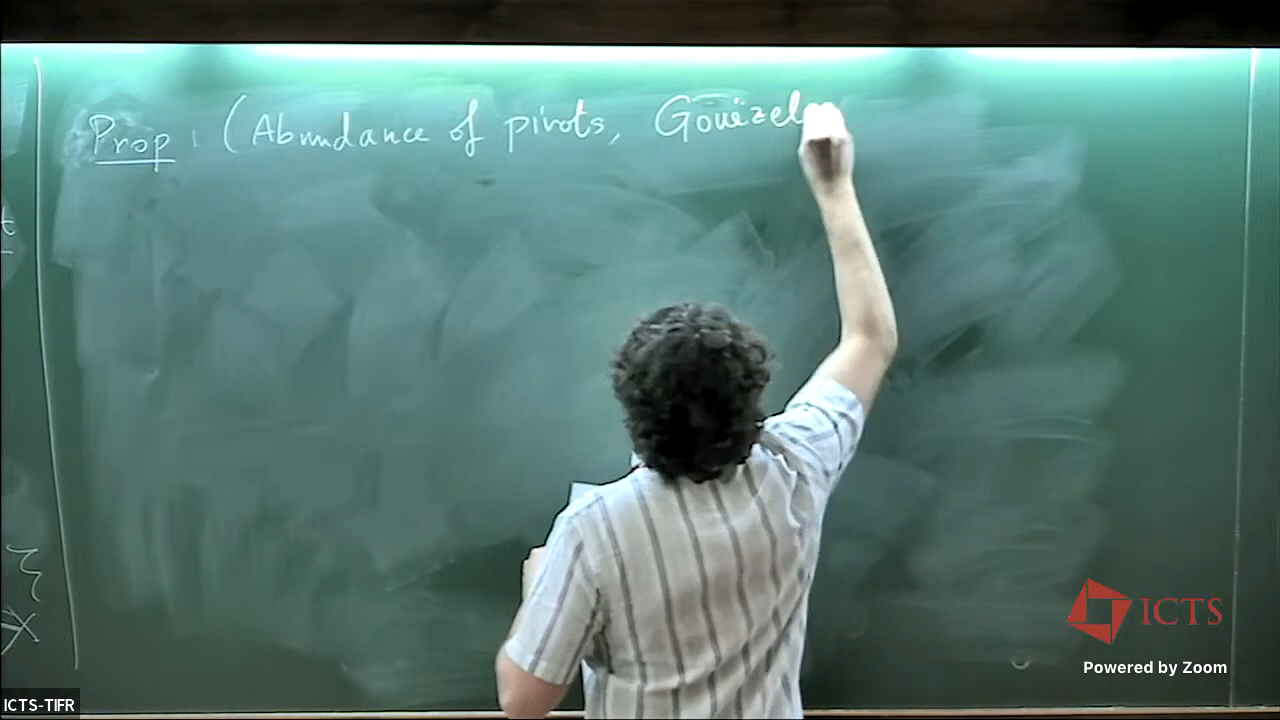 Prop : (Abundance of pivots, Gouëzel
t
ξ
ICTS
Powered by Zoom
ICTS-TIFR